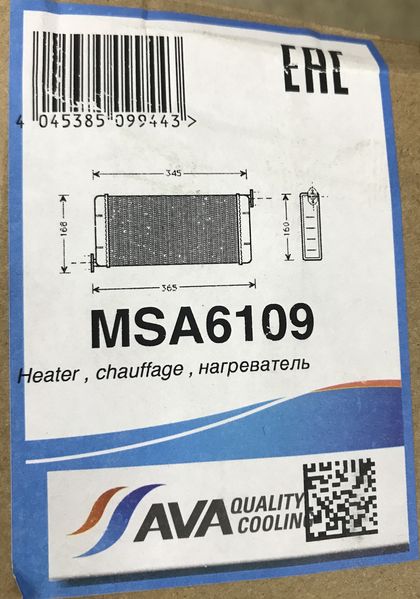 EAC
4 045385 099443 >
345
168
160
365
MSA6109
Heater , chauffage , нагреватель
AVA QUALITY
COOLING